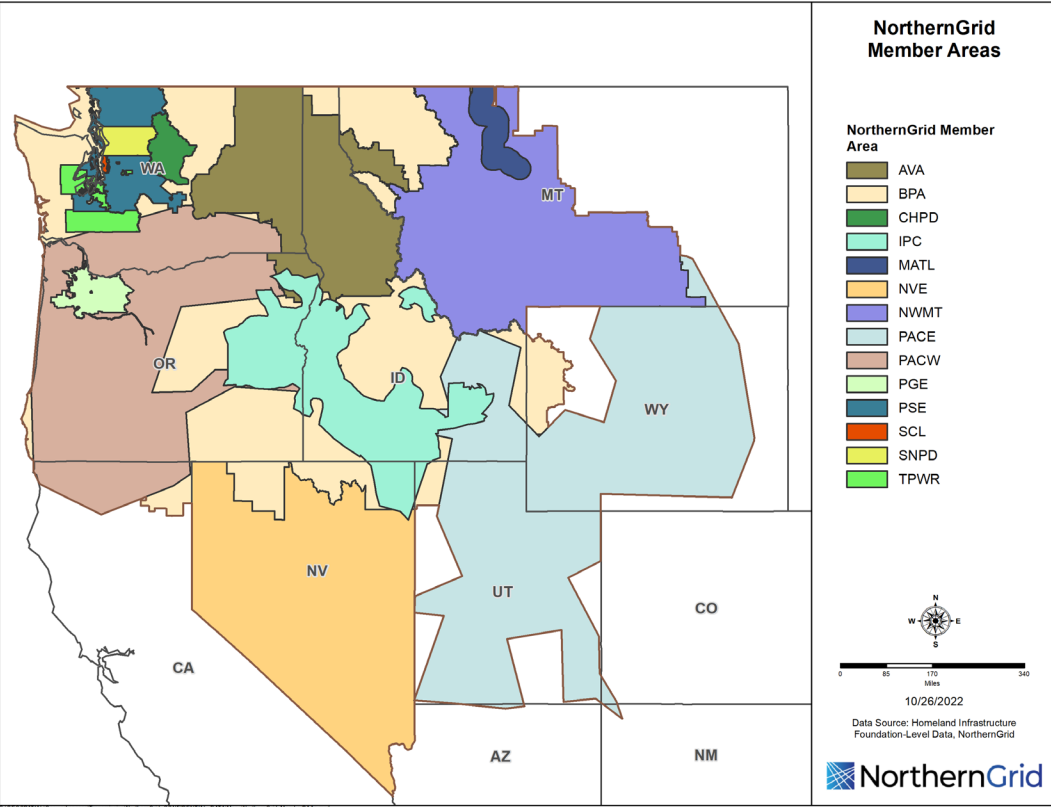 NorthernGrid
Member Areas
NorthernGrid Member
Area
AVA
BPA
CHPD
IPC
MATL
NVE
NWMT
PACE
PACW
PGE
PSE
SCL
SNPD
TPWR
WA
MT
OR
ID
WY
NV
UT
CO
CA
AZ
NM
N
W E
S
0 85 170 340
Miles
10/26/2022
Data Source: Homeland Infrastructure
Foundation-Level Data, NorthernGrid
NorthernGrid